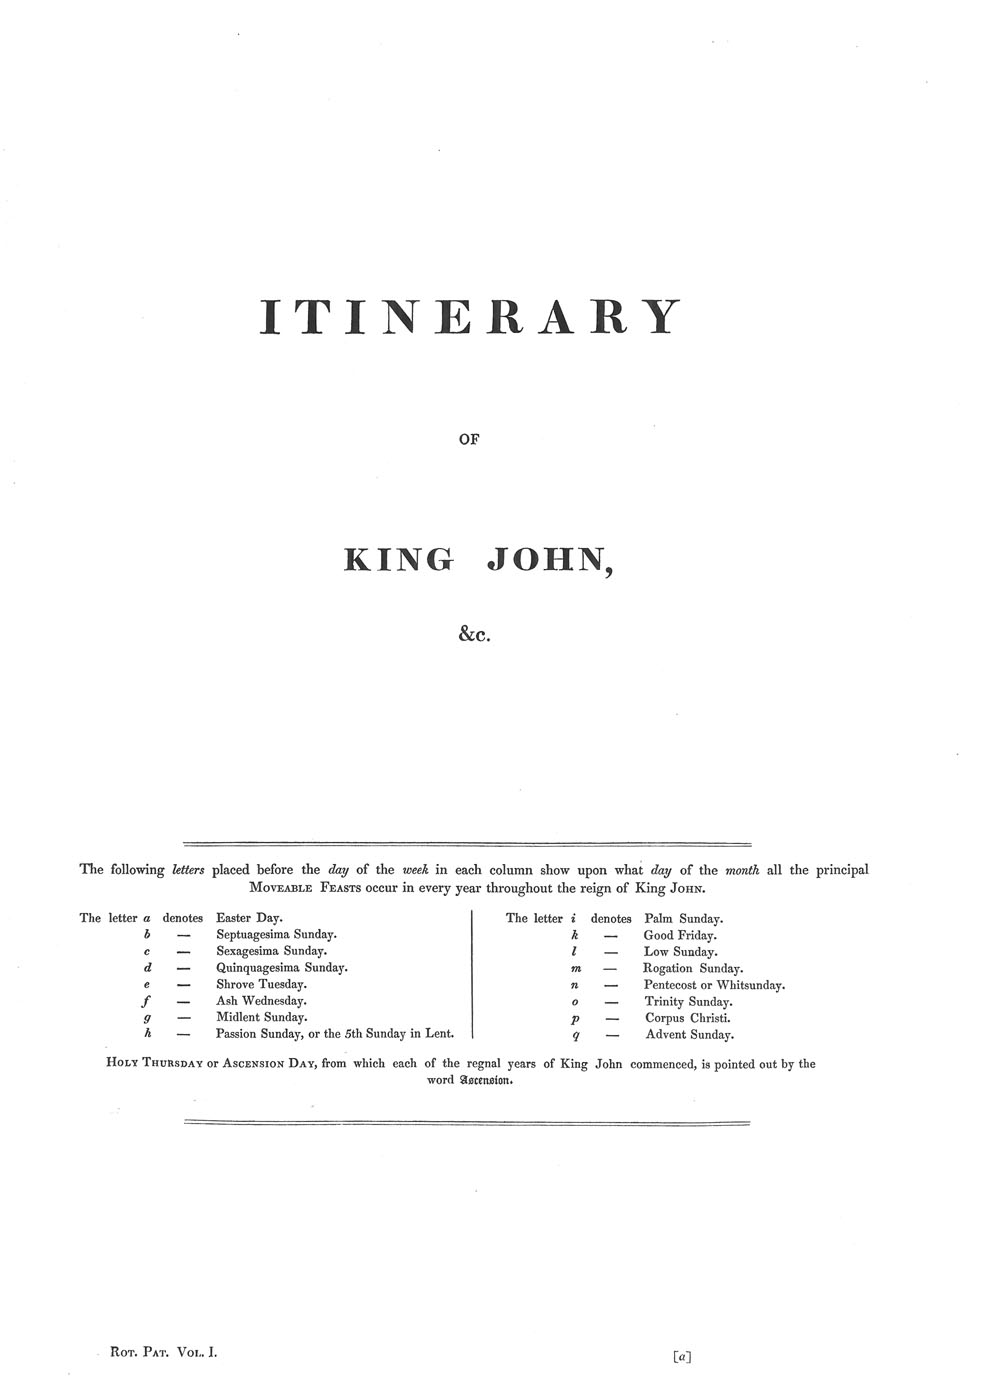 ITINERARY
OF
KING JOHN,
&c.
The following letters placed before the day of the week in each column show upon what day of the month all the principal
MOVEABLE FEASTS occur in every year throughout the reign of King JOHN.
The letter a denotes Easter Day.
b — Septuagesima Sunday.
c — Sexagesima Sunday.
d — Quinquagesima Sunday.
e — Shrove Tuesday.
f — Ash Wednesday.
g — Midlent Sunday.
h — Passion Sunday, or the 5th Sunday in Lent.
The letter i denotes Palm Sunday.
k — Good Friday.
l — Low Sunday.
m — Rogation Sunday.
n — Pentecost or Whitsunday.
o — Trinity Sunday.
p — Corpus Christi.
q — Advent Sunday.
HOLY THURSDAY or ASCENSION DAY, from which each of the regnal years of King John commenced, is pointed out by the
word Ascension.
ROT. PAT. VOL. I.
[a]